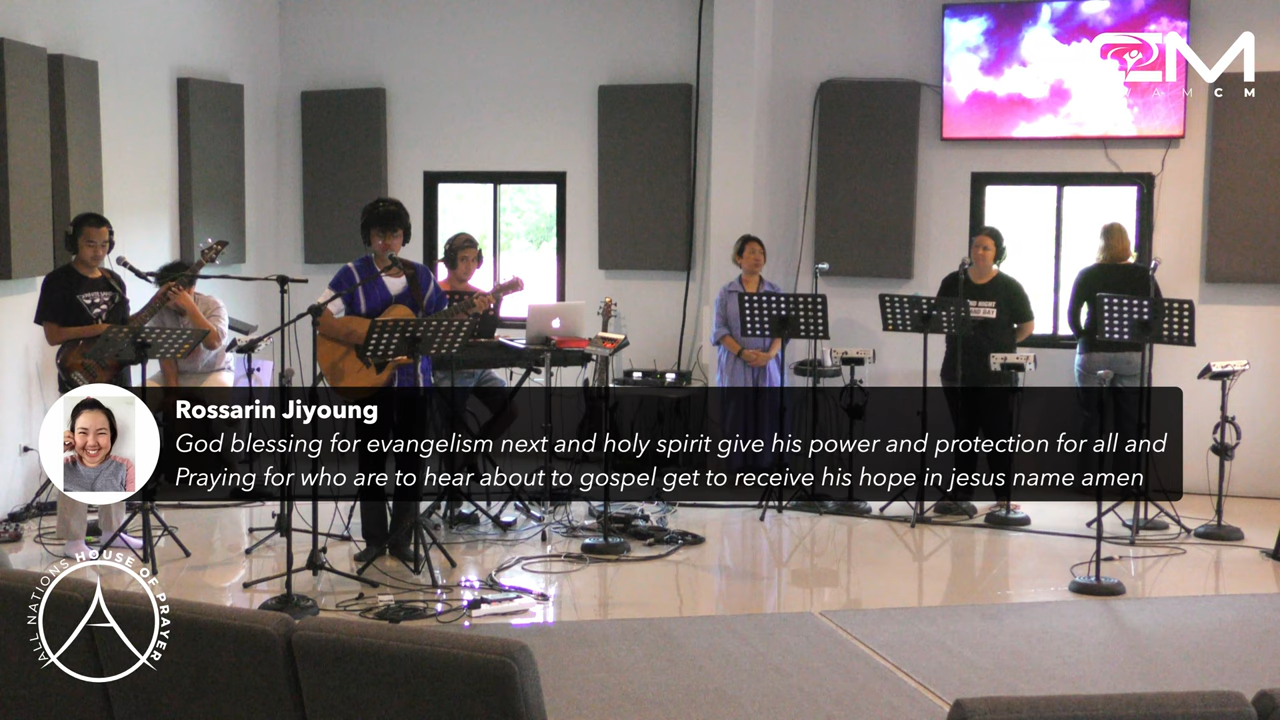 CM
YWAMCM
Rossarin Jiyoung
God blessing for evangelism next and holy spirit give his power and protection for all and
Praying for who are to hear about to gospel get to receive his hope in jesus name amen
ALL NATIONS HOUSE OF PRAYER